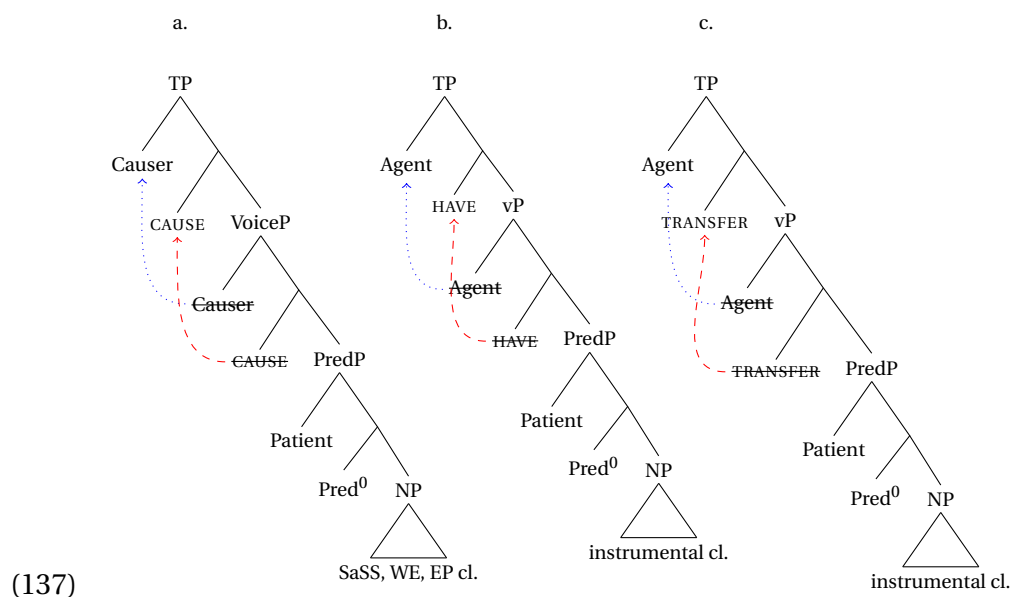 a. b. c.
TP TP TP
Causer Agent Agent
CAUSE VoiceP HAVE vP TRANSFER vP
Causer Agent Agent
CAUSE PredP HAVE PredP TRANSFER PredP
Patient Patient Patient
Pred⁰ NP Pred⁰ NP Pred⁰ NP
SaSS, WE, EP cl. instrumental cl. instrumental cl.
(137)